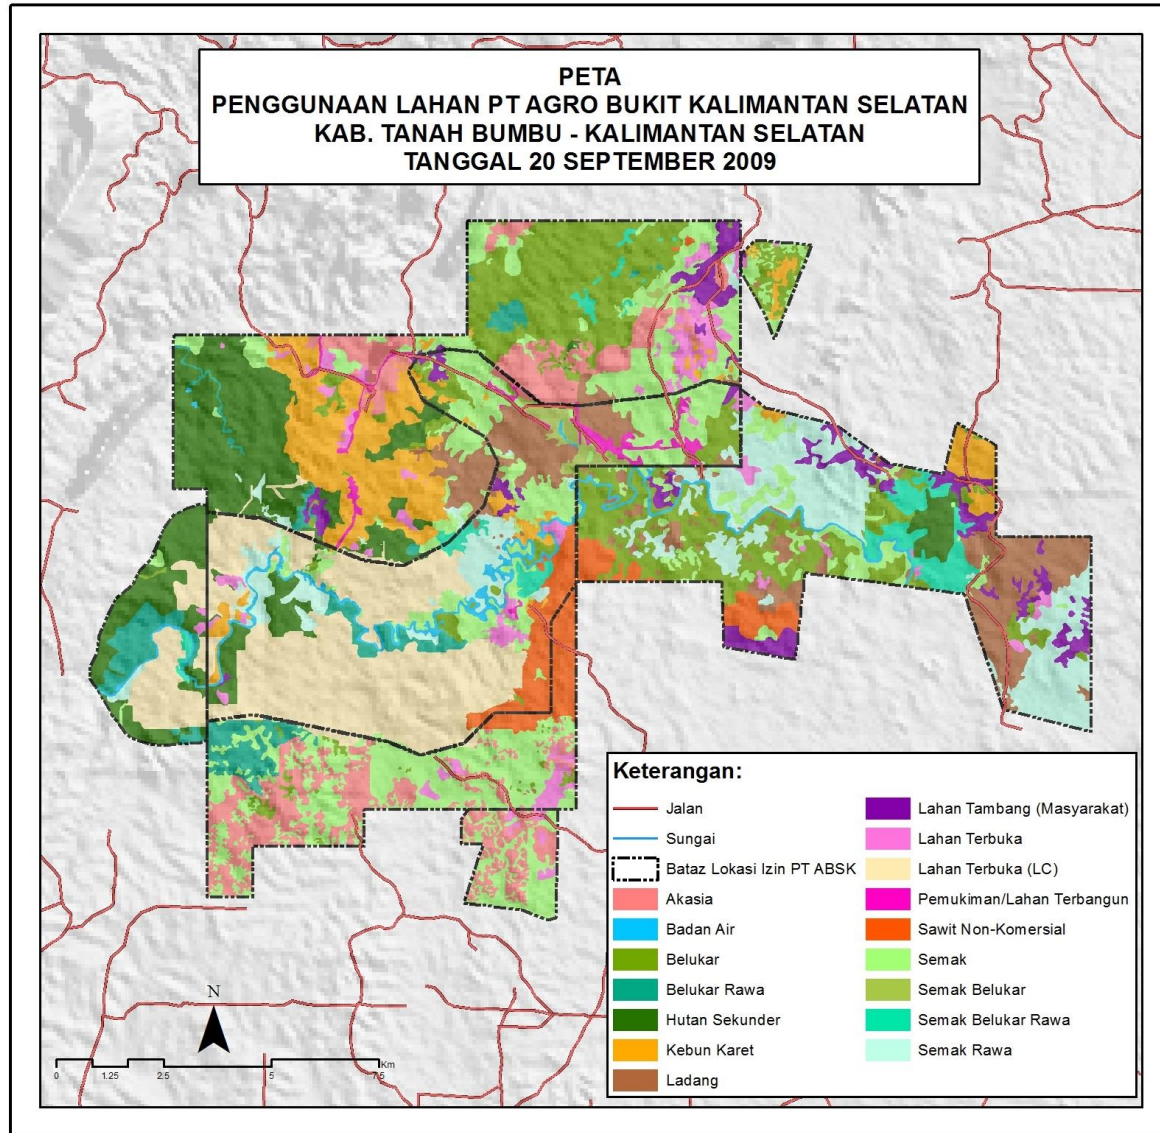 PETA
PENGGUNAAN LAHAN PT AGRO BUKIT KALIMANTAN SELATAN
KAB. TANAH BUMBU - KALIMANTAN SELATAN
TANGGAL 20 SEPTEMBER 2009
Keterangan:
Jalan
Sungai
Bataz Lokasi Izin PT ABSK
Akasia
Badan Air
Belukar
Belukar Rawa
Hutan Sekunder
Kebun Karet
Ladang
Lahan Tambang (Masyarakat)
Lahan Terbuka
Lahan Terbuka (LC)
Pemukiman/Lahan Terbangun
Sawit Non-Komersial
Semak
Semak Belukar
Semak Belukar Rawa
Semak Rawa
N
Km
0 1.25 2.5 5 7.5